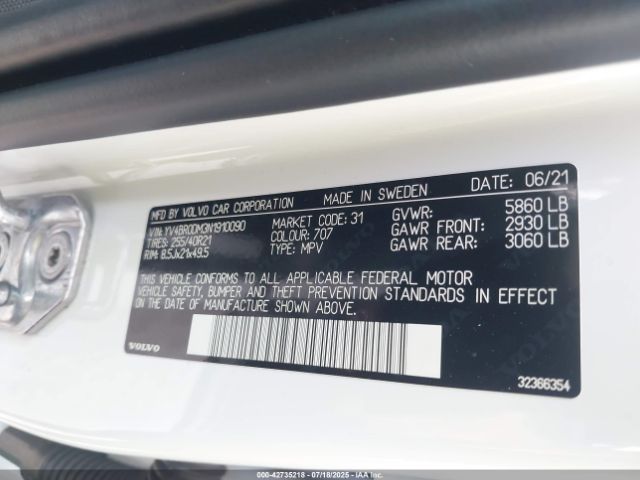 MFD BY VOLVO CAR CORPORATION MADE IN SWEDEN DATE: 06/21
VIN: YV4BR0DM3N1910090 MARKET CODE: 31 GVWR: 5860 LB
TIRES: 255/40R21 COLOUR: 707 GAWR FRONT: 2930 LB
RIM: 8.5Jx21x49.5 TYPE: MPV GAWR REAR: 3060 LB
THIS VEHICLE CONFORMS TO ALL APPLICABLE FEDERAL MOTOR
VEHICLE SAFETY, BUMPER AND THEFT PREVENTION STANDARDS IN EFFECT
ON THE DATE OF MANUFACTURE SHOWN ABOVE.
VOLVO
32366354
000-42735218 - 07/18/2025 - IAAI.COM